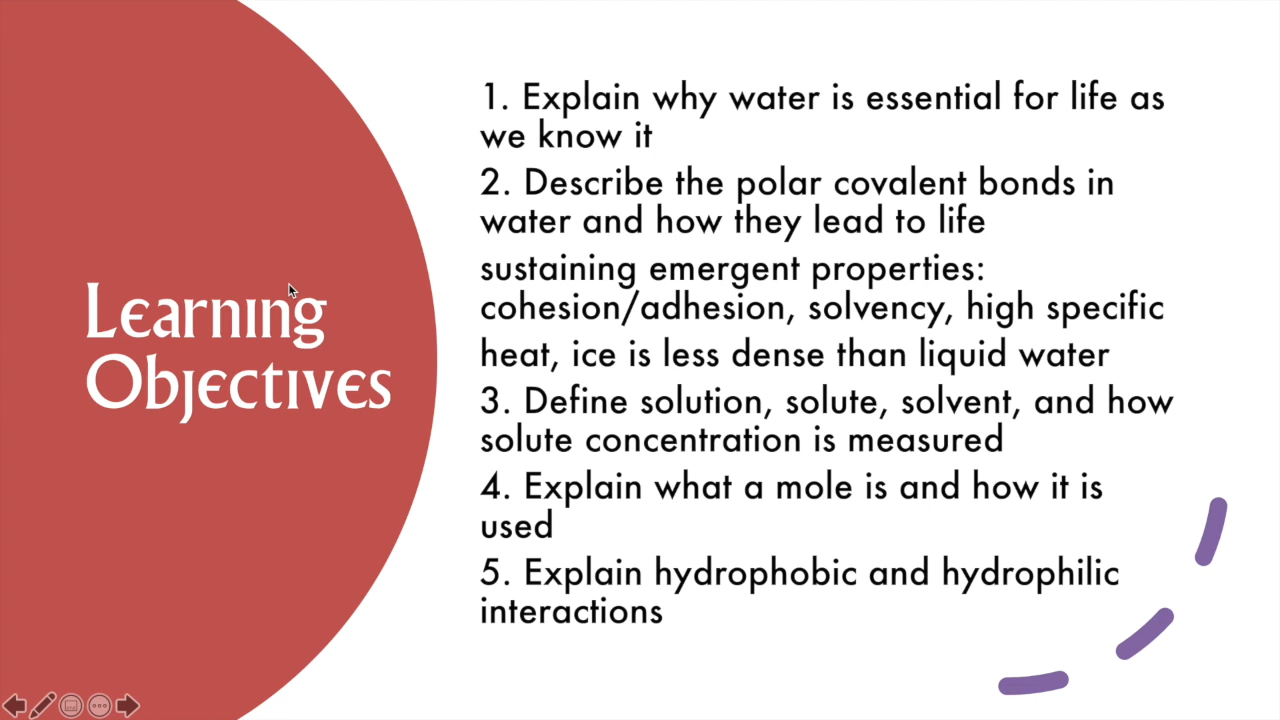 Learning
Objectives
1. Explain why water is essential for life as
we know it
2. Describe the polar covalent bonds in
water and how they lead to life
sustaining emergent properties:
cohesion/adhesion, solvency, high specific
heat, ice is less dense than liquid water
3. Define solution, solute, solvent, and how
solute concentration is measured
4. Explain what a mole is and how it is
used
5. Explain hydrophobic and hydrophilic
interactions